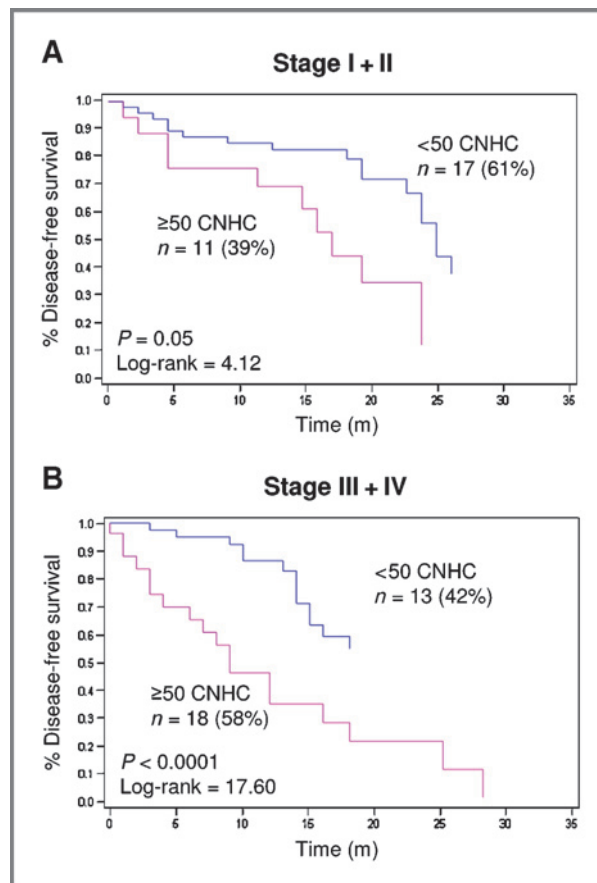 A
Stage I + II
% Disease-free survival
1.0
0.9
0.8
0.7
0.6
0.5
0.4
0.3
0.2
0.1
0.0
<50 CNHC
n = 17 (61%)
≥50 CNHC
n = 11 (39%)
P = 0.05
Log-rank = 4.12
0 5 10 15 20 25 30 35
Time (m)
B
Stage III + IV
% Disease-free survival
1.0
0.9
0.8
0.7
0.6
0.5
0.4
0.3
0.2
0.1
0.0
<50 CNHC
n = 13 (42%)
≥50 CNHC
n = 18 (58%)
P < 0.0001
Log-rank = 17.60
0 5 10 15 20 25 30 35
Time (m)